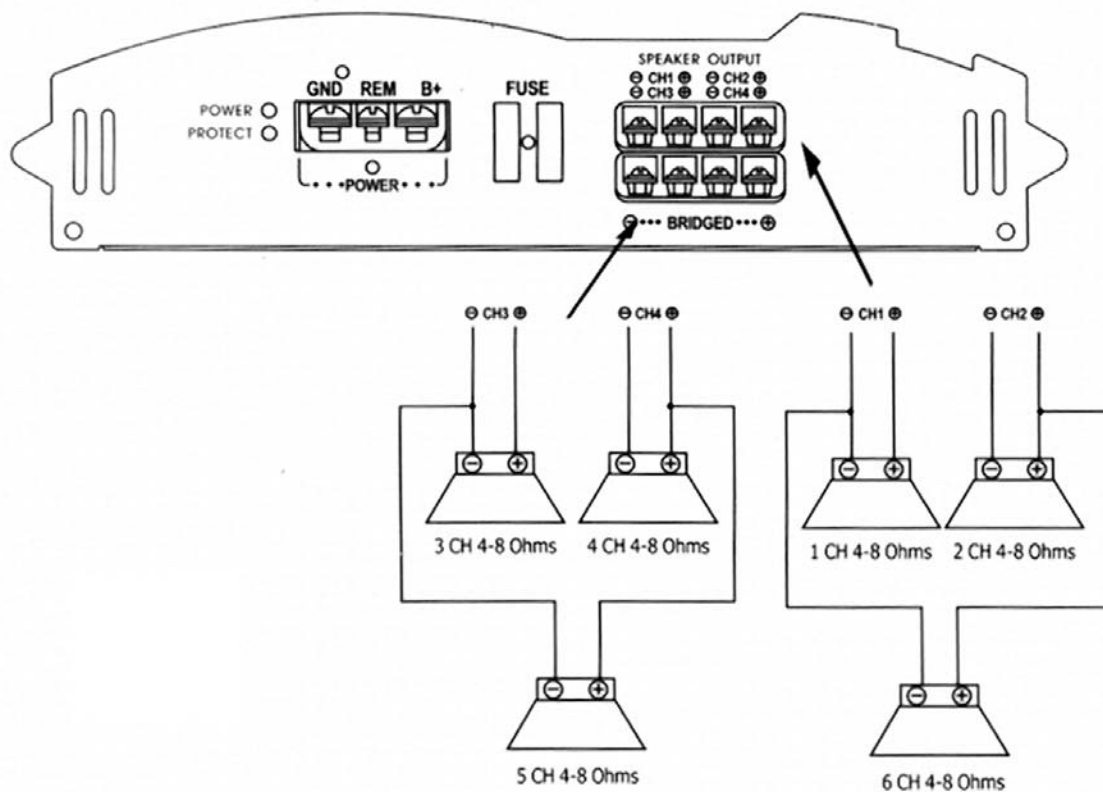 SPEAKER OUTPUT
⊖ CH1 ⊕ ⊖ CH2 ⊕
⊖ CH3 ⊕ ⊖ CH4 ⊕
GND REM B+
FUSE
POWER
PROTECT
POWER
⊖ ··· BRIDGED ··· ⊕
⊖ CH3 ⊕ ⊖ CH4 ⊕ ⊖ CH1 ⊕ ⊖ CH2 ⊕
3 CH 4-8 Ohms 4 CH 4-8 Ohms 1 CH 4-8 Ohms 2 CH 4-8 Ohms
5 CH 4-8 Ohms 6 CH 4-8 Ohms